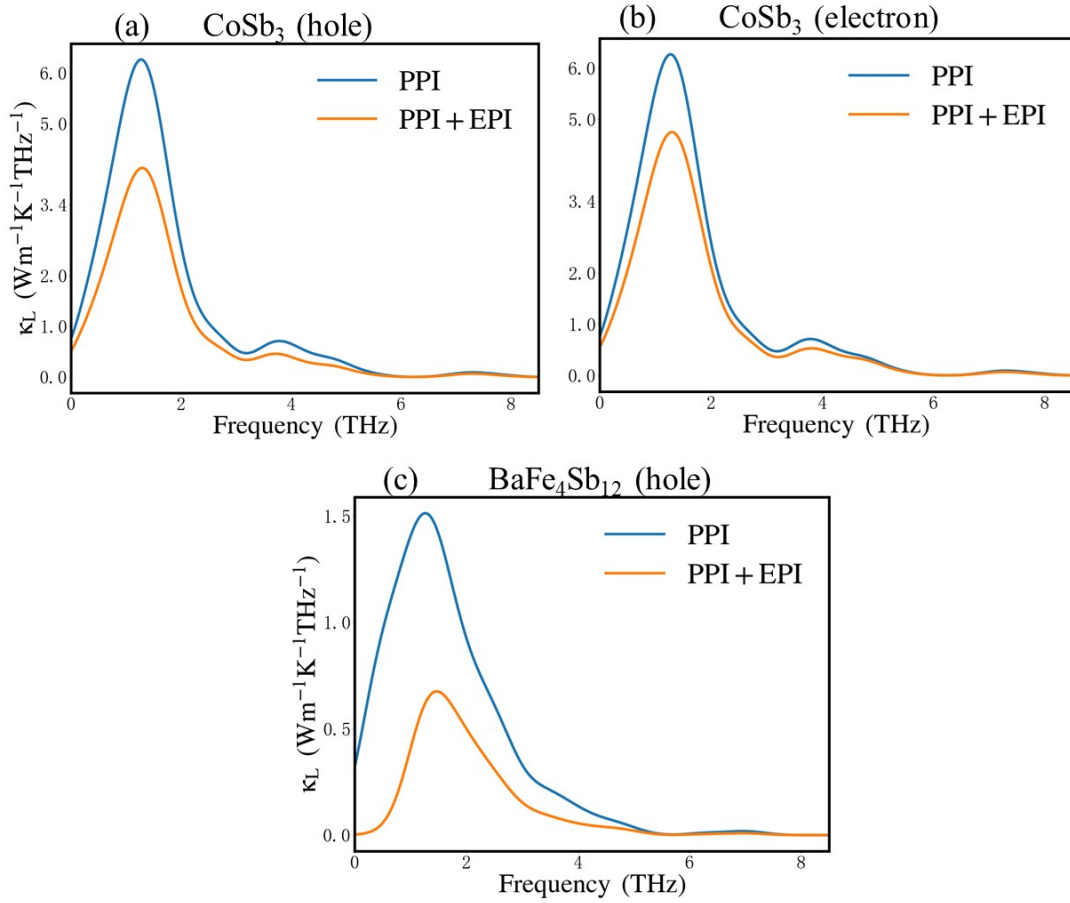 (a) CoSb₃ (hole)
κL (Wm⁻¹K⁻¹THz⁻¹)
6.0
5.0
3.4
2.0
1.0
0.0
PPI
PPI+EPI
0 2 4 6 8
Frequency (THz)
(b) CoSb₃ (electron)
6.0
5.0
3.4
2.0
1.0
0.0
PPI
PPI+EPI
0 2 4 6 8
Frequency (THz)
(c) BaFe₄Sb₁₂ (hole)
κL (Wm⁻¹K⁻¹THz⁻¹)
1.5
1.0
0.5
0.0
PPI
PPI+EPI
0 2 4 6 8
Frequency (THz)